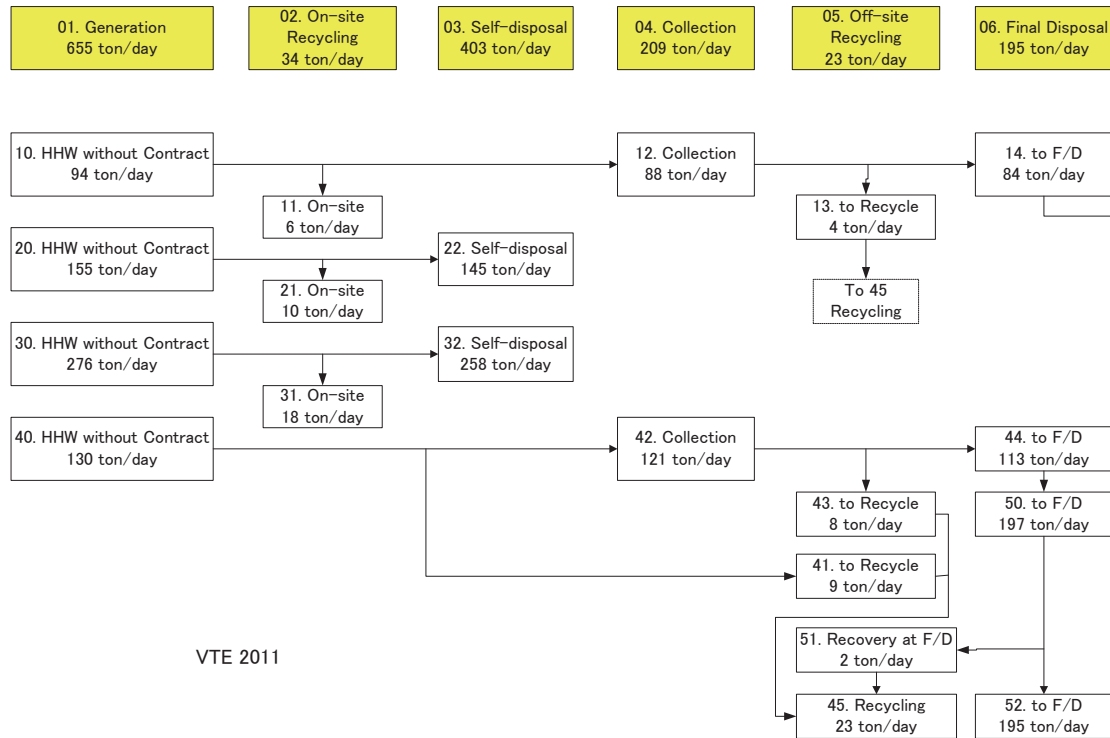 01. Generation
655 ton/day
02. On-site
Recycling
34 ton/day
03. Self-disposal
403 ton/day
04. Collection
209 ton/day
05. Off-site
Recycling
23 ton/day
06. Final Disposal
195 ton/day
10. HHW without Contract
94 ton/day
12. Collection
88 ton/day
14. to F/D
84 ton/day
11. On-site
6 ton/day
13. to Recycle
4 ton/day
20. HHW without Contract
155 ton/day
22. Self-disposal
145 ton/day
21. On-site
10 ton/day
To 45
Recycling
30. HHW without Contract
276 ton/day
32. Self-disposal
258 ton/day
31. On-site
18 ton/day
40. HHW without Contract
130 ton/day
42. Collection
121 ton/day
44. to F/D
113 ton/day
43. to Recycle
8 ton/day
50. to F/D
197 ton/day
41. to Recycle
9 ton/day
VTE 2011
51. Recovery at F/D
2 ton/day
45. Recycling
23 ton/day
52. to F/D
195 ton/day